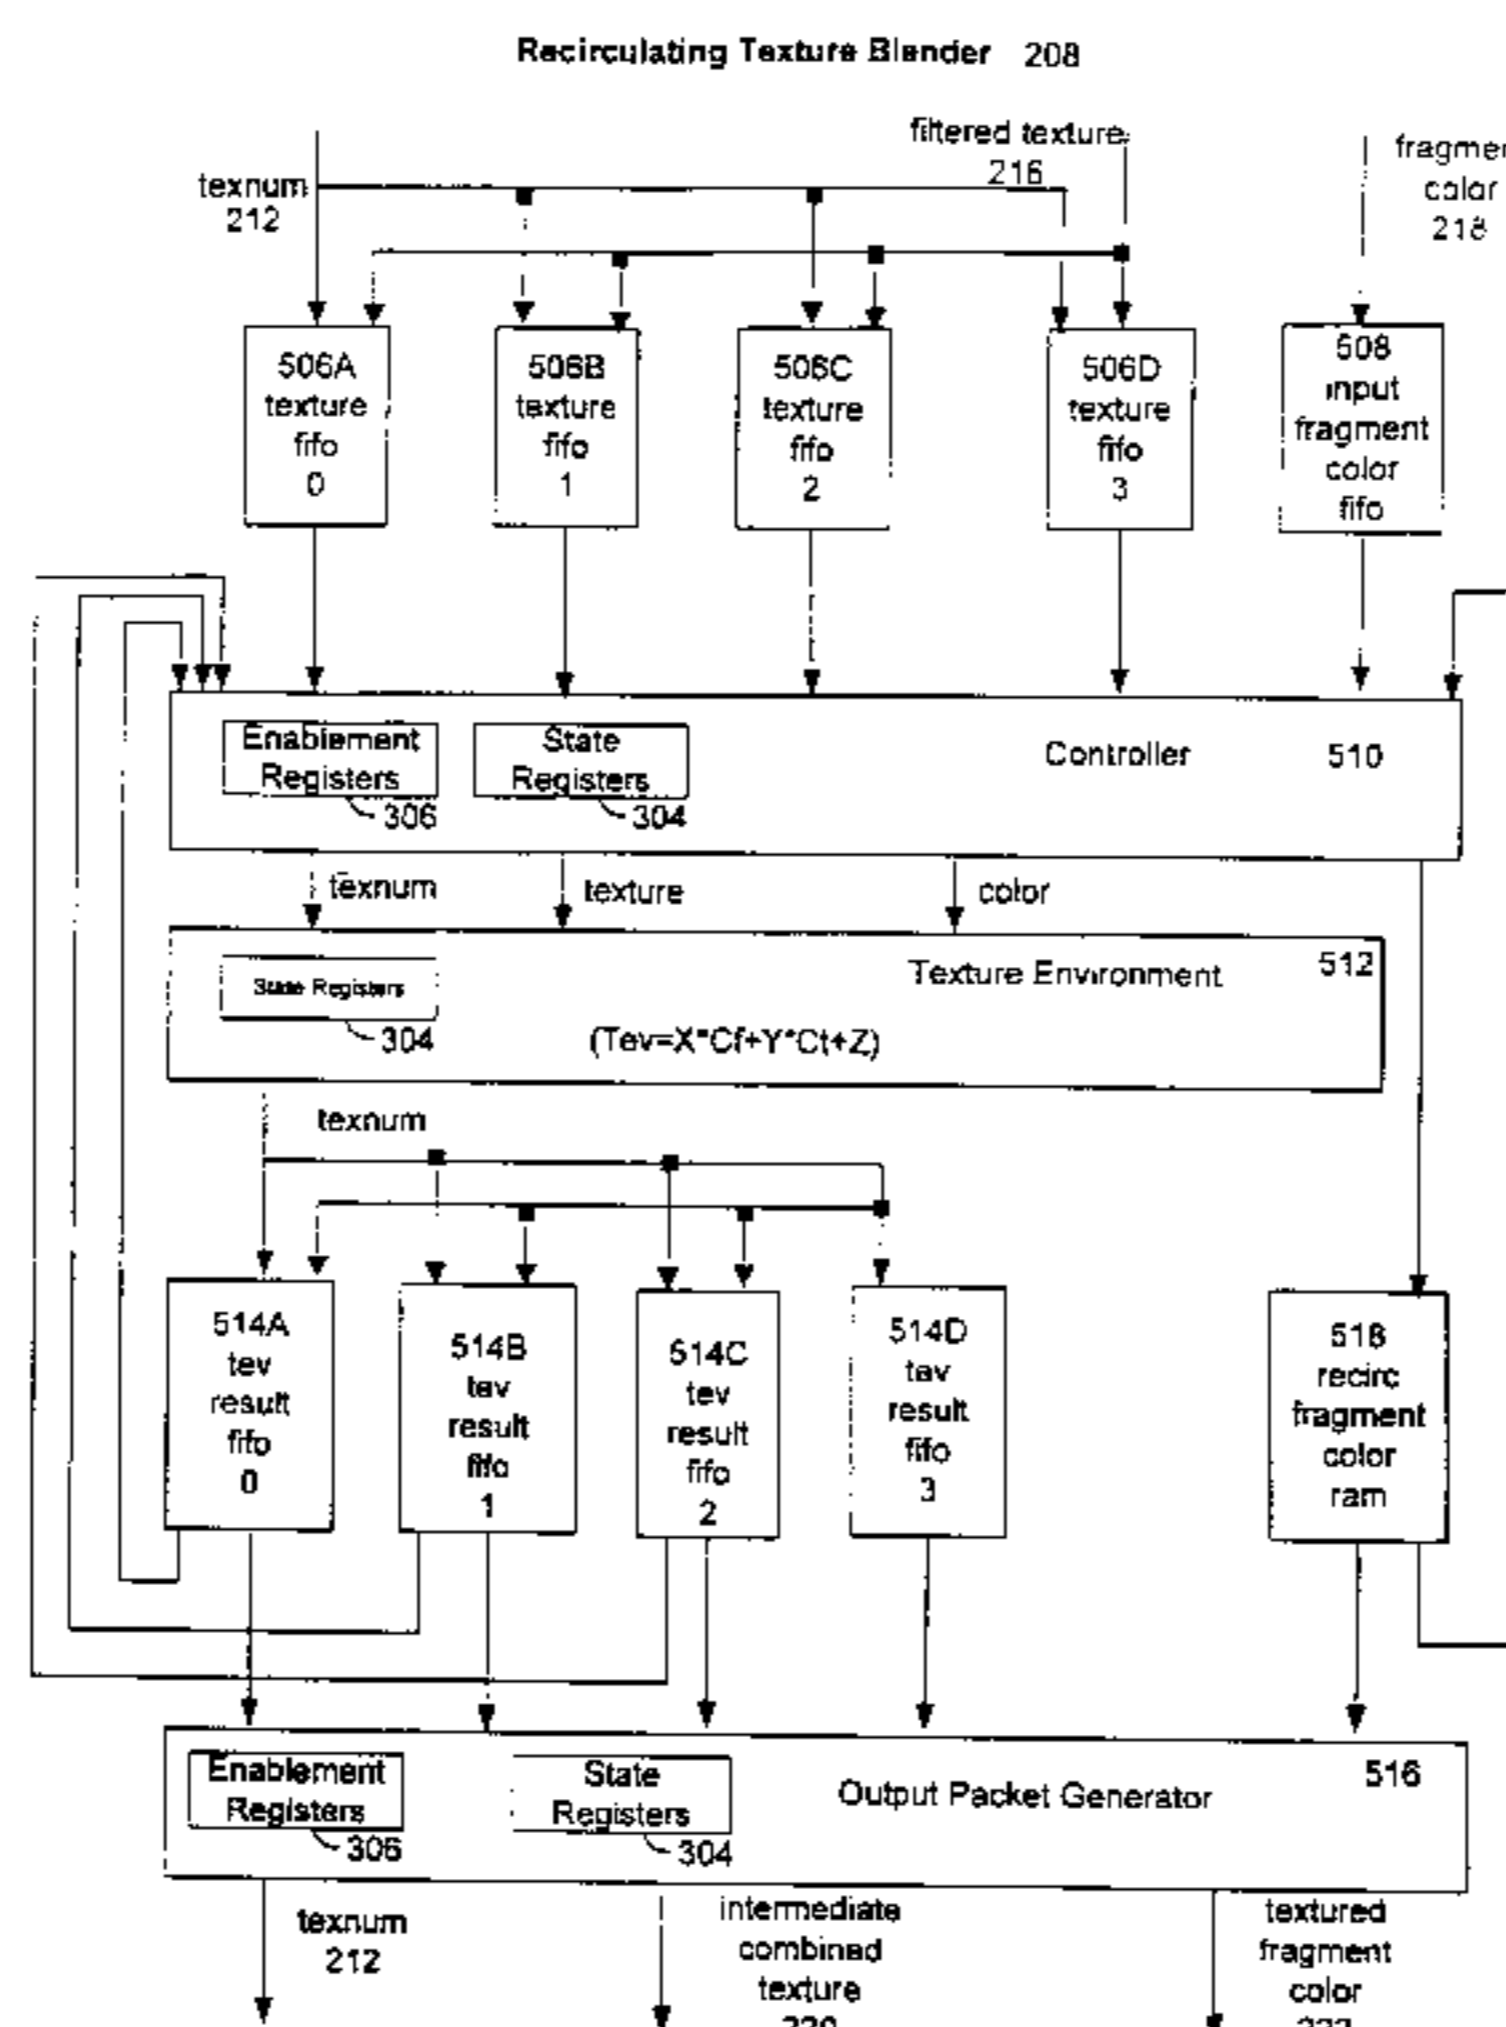 Recirculating Texture Blender 208
filtered texture
216
texnum
212
color
506A
texture
fifo
0
506B
texture
fifo
1
506C
texture
fifo
2
506D
texture
fifo
3
508
input
fragment
color
fifo
Enablement
Registers
306
State
Registers
304
Controller 510
texnum
texture
color
State Registers
304
Texture Environment 512
(Tev=X*Cf+Y*Ct+Z)
texnum
514A
tev
result
fifo
0
514B
tev
result
fifo
1
514C
tev
result
fifo
2
514D
tev
result
fifo
3
518
recirc
fragment
color
ram
Enablement
Registers
306
State
Registers
304
Output Packet Generator 516
texnum
212
intermediate
combined
texture
textured
fragment
color